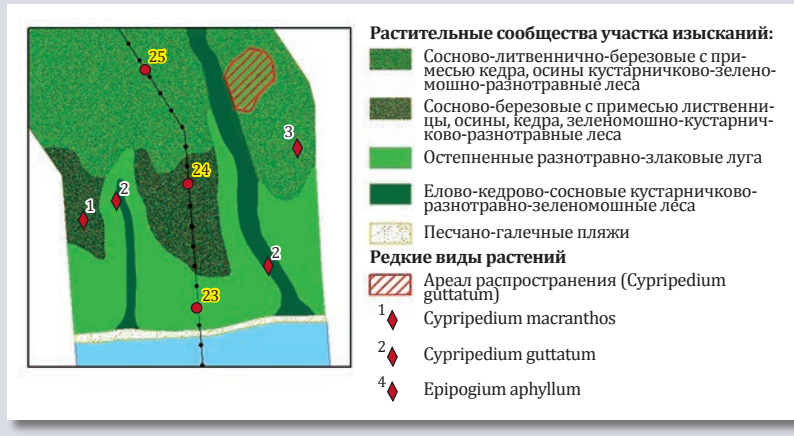 25
3
24
2
1
2
23
Растительные сообщества участка изысканий:
Сосново-литвеннично-березовые с при-
месью кедра, осины кустарничково-зелено-
мошно-разнотравные леса
Сосново-березовые с примесью лиственни-
цы, осины, кедра, зеленомошно-кустарнич-
ково-разнотравные леса
Остепненные разнотравно-злаковые луга
Елово-кедрово-сосновые кустарничково-
разнотравно-зеленомошные леса
Песчано-галечные пляжи
Редкие виды растений
Ареал распространения (Cypripedium
guttatum)
1 Cypripedium macranthos
2 Cypripedium guttatum
4 Epipogium aphyllum